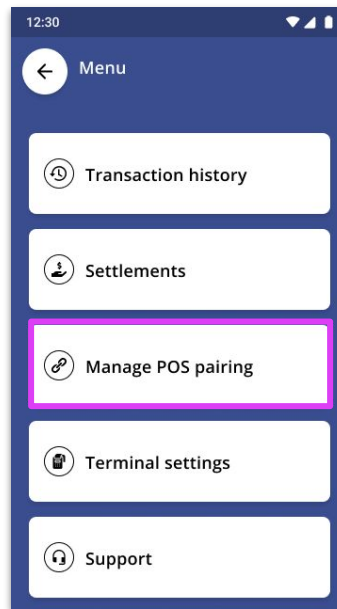 12:30
Menu
Transaction history
Settlements
Manage POS pairing
Terminal settings
Support